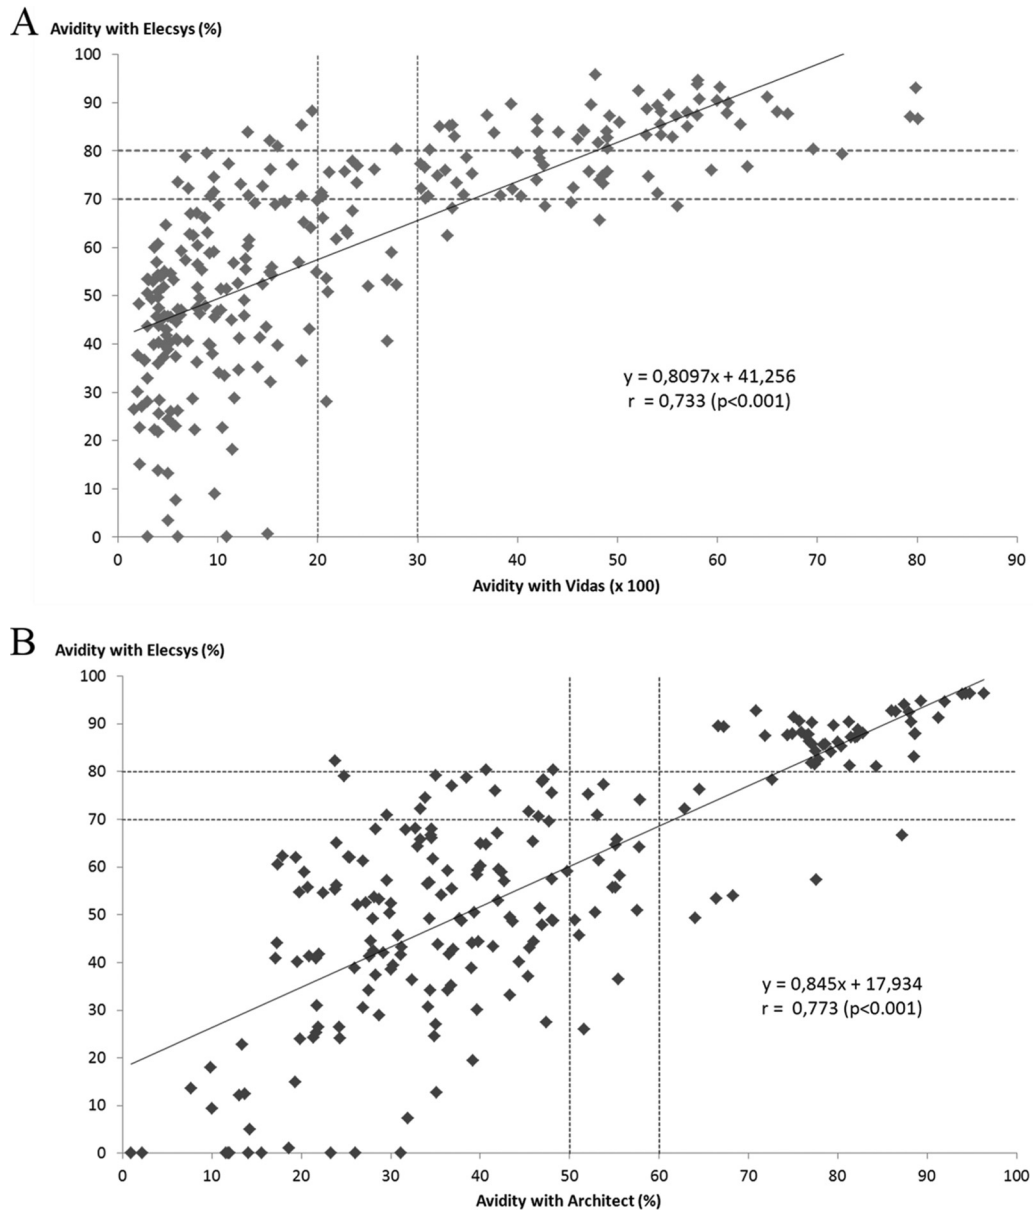 A
Avidity with Elecsys (%)
100
90
80
70
60
50
40
30
20
10
0
y = 0,8097x + 41,256
r = 0,733 (p<0.001)
0 10 20 30 40 50 60 70 80 90
Avidity with Vidas (x 100)
B
Avidity with Elecsys (%)
100
90
80
70
60
50
40
30
20
10
0
y = 0,845x + 17,934
r = 0,773 (p<0.001)
0 10 20 30 40 50 60 70 80 90 100
Avidity with Architect (%)